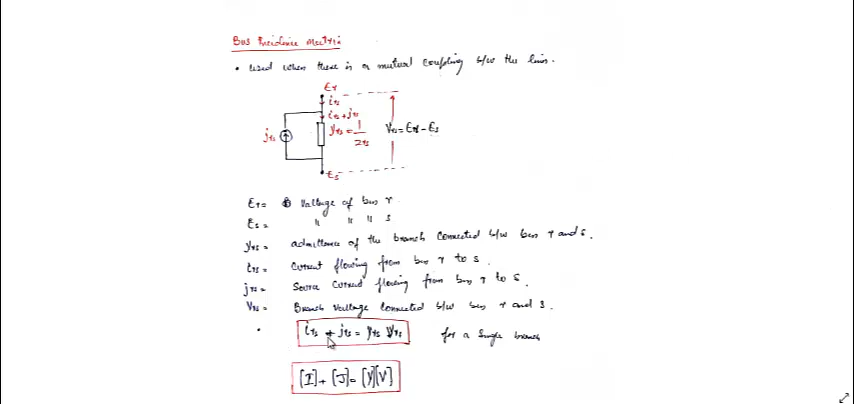 Bus Incidence Matrix
• Used when there is a mutual coupling b/w the lines.
Er
irs
irs + jrs
jrs
yrs = 1/zrs
Vrs = Er - Es
Es
Er = Voltage of bus r
Es = " " " s
yrs = admittance of the branch connected b/w bus r and s.
irs = Current flowing from bus r to s.
jrs = Source current flowing from bus r to s.
Vrs = Branch Voltage Connected b/w bus r and s.
• irs + jrs = yrs Vrs for a single branch
[I] + [J] = [Y][V]